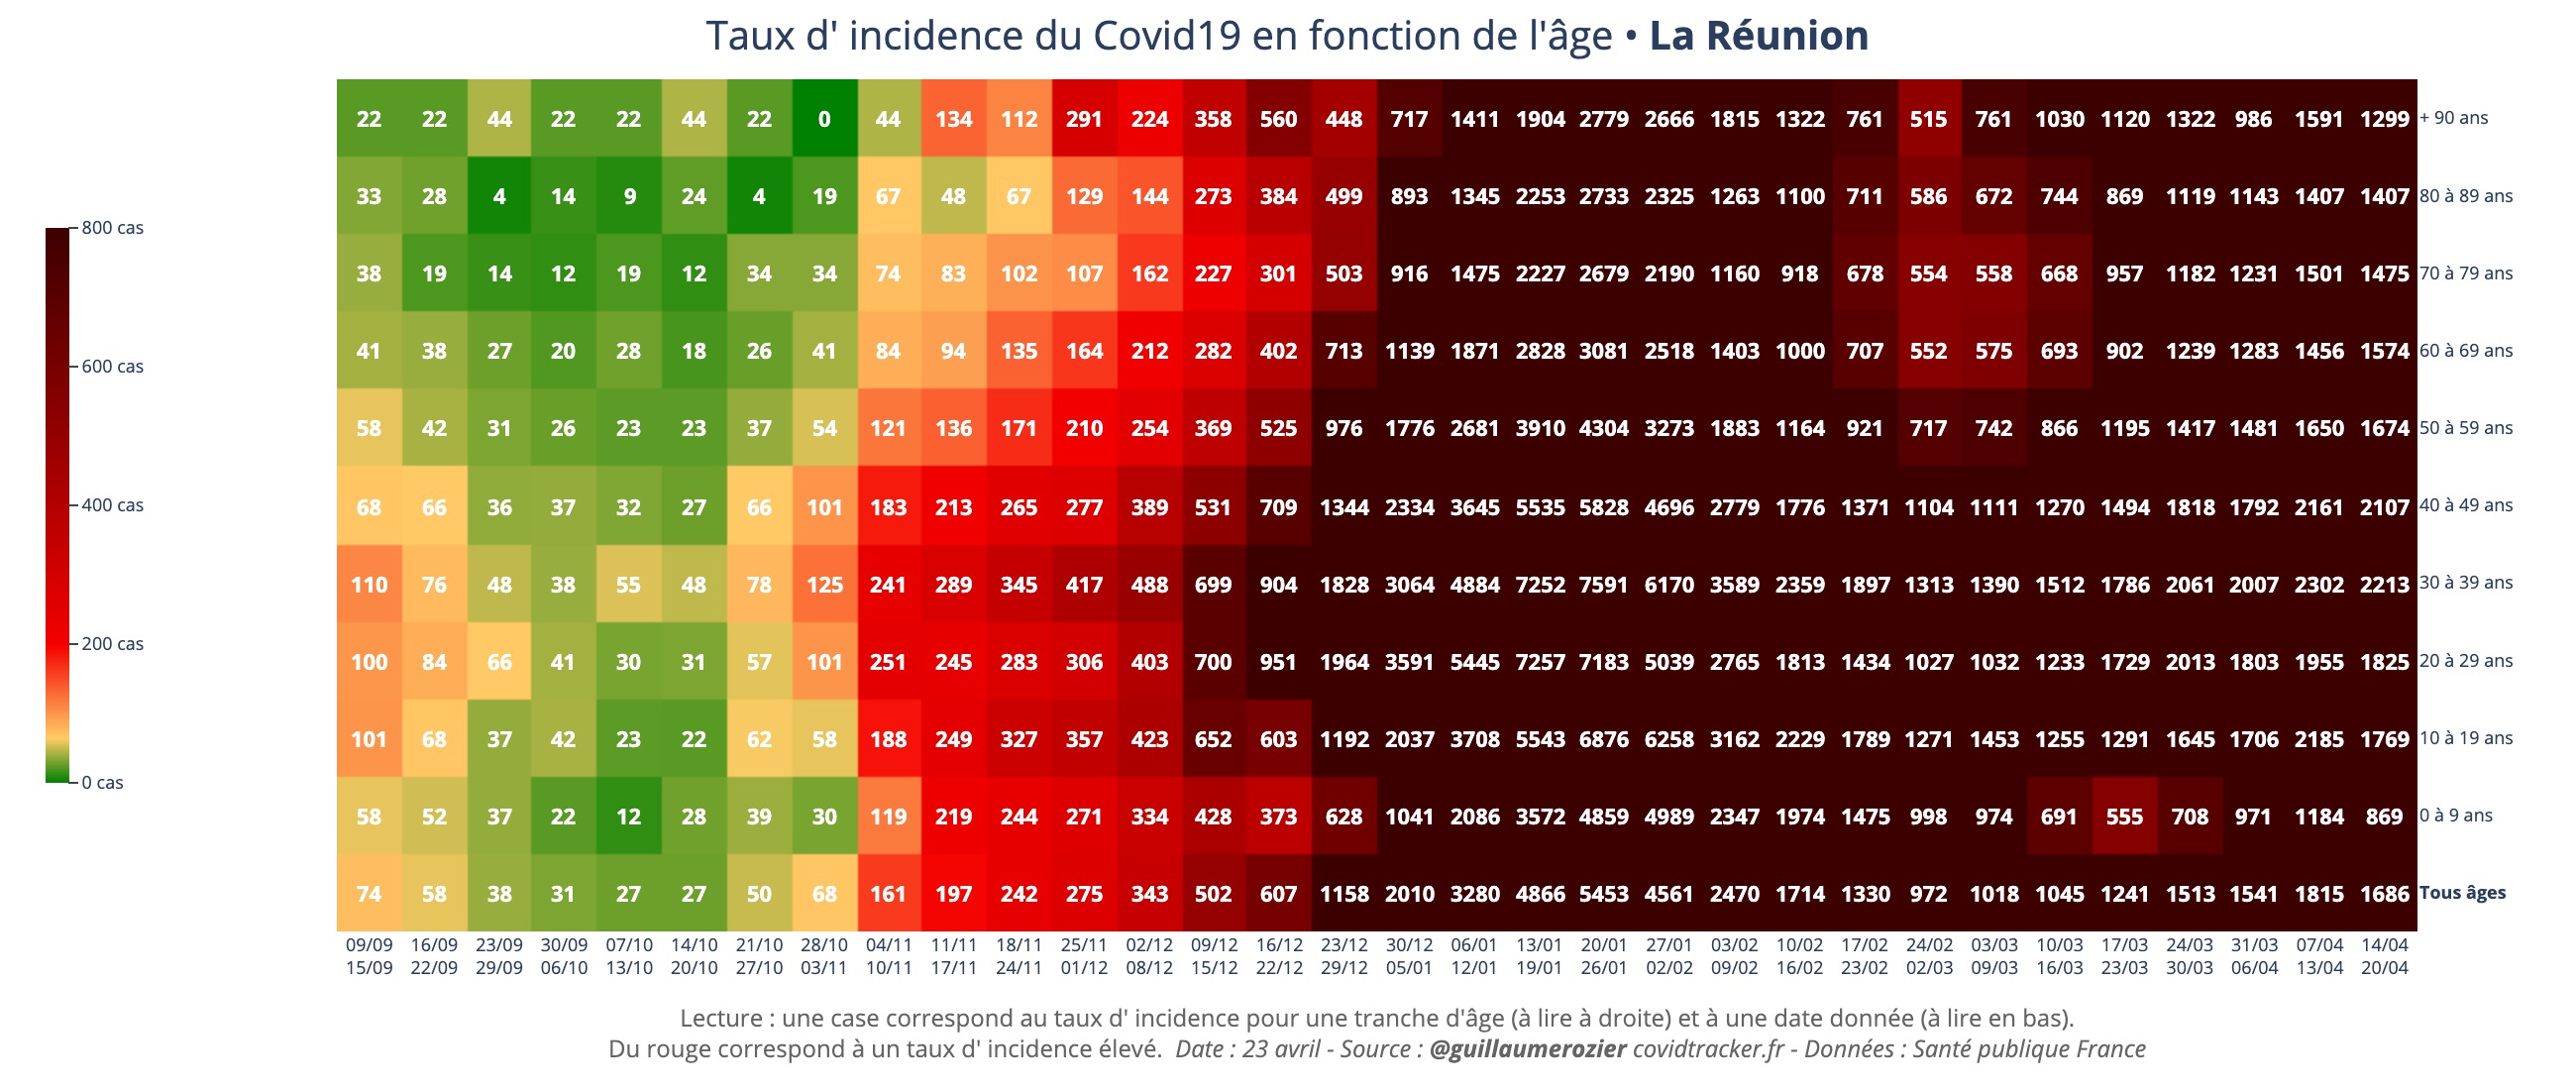 Taux d' incidence du Covid19 en fonction de l'âge • La Réunion
22 22 44 22 22 44 22 0 44 134 112 291 224 358 560 448 717 1411 1904 2779 2666 1815 1322 761 515 761 1030 1120 1322 986 1591 1299 + 90 ans
33 28 4 14 9 24 4 19 67 48 67 129 144 273 384 499 893 1345 2253 2733 2325 1263 1100 711 586 672 744 869 1119 1143 1407 1407 80 à 89 ans
800 cas
38 19 14 12 19 12 34 34 74 83 102 107 162 227 301 503 916 1475 2227 2679 2190 1160 918 678 554 558 668 957 1182 1231 1501 1475 70 à 79 ans
41 38 27 20 28 18 26 41 84 94 135 164 212 282 402 713 1139 1871 2828 3081 2518 1403 1000 707 552 575 693 902 1239 1283 1456 1574 60 à 69 ans
600 cas
58 42 31 26 23 23 37 54 121 136 171 210 254 369 525 976 1776 2681 3910 4304 3273 1883 1164 921 717 742 866 1195 1417 1481 1650 1674 50 à 59 ans
400 cas
68 66 36 37 32 27 66 101 183 213 265 277 389 531 709 1344 2334 3645 5535 5828 4696 2779 1776 1371 1104 1111 1270 1494 1818 1792 2161 2107 40 à 49 ans
110 76 48 38 55 48 78 125 241 289 345 417 488 699 904 1828 3064 4884 7252 7591 6170 3589 2359 1897 1313 1390 1512 1786 2061 2007 2302 2213 30 à 39 ans
200 cas
100 84 66 41 30 31 57 101 251 245 283 306 403 700 951 1964 3591 5445 7257 7183 5039 2765 1813 1434 1027 1032 1233 1729 2013 1803 1955 1825 20 à 29 ans
101 68 37 42 23 22 62 58 188 249 327 357 423 652 603 1192 2037 3708 5543 6876 6258 3162 2229 1789 1271 1453 1255 1291 1645 1706 2185 1769 10 à 19 ans
0 cas
58 52 37 22 12 28 39 30 119 219 244 271 334 428 373 628 1041 2086 3572 4859 4989 2347 1974 1475 998 974 691 555 708 971 1184 869 0 à 9 ans
74 58 38 31 27 27 50 68 161 197 242 275 343 502 607 1158 2010 3280 4866 5453 4561 2470 1714 1330 972 1018 1045 1241 1513 1541 1815 1686 Tous âges
09/09 16/09 23/09 30/09 07/10 14/10 21/10 28/10 04/11 11/11 18/11 25/11 02/12 09/12 16/12 23/12 30/12 06/01 13/01 20/01 27/01 03/02 10/02 17/02 24/02 03/03 10/03 17/03 24/03 31/03 07/04 14/04
15/09 22/09 29/09 06/10 13/10 20/10 27/10 03/11 10/11 17/11 24/11 01/12 08/12 15/12 22/12 29/12 05/01 12/01 19/01 26/01 02/02 09/02 16/02 23/02 02/03 09/03 16/03 23/03 30/03 06/04 13/04 20/04
Lecture : une case correspond au taux d' incidence pour une tranche d'âge (à lire à droite) et à une date donnée (à lire en bas).
Du rouge correspond à un taux d' incidence élevé. Date : 23 avril - Source : @guillaumerozier covidtracker.fr - Données : Santé publique France